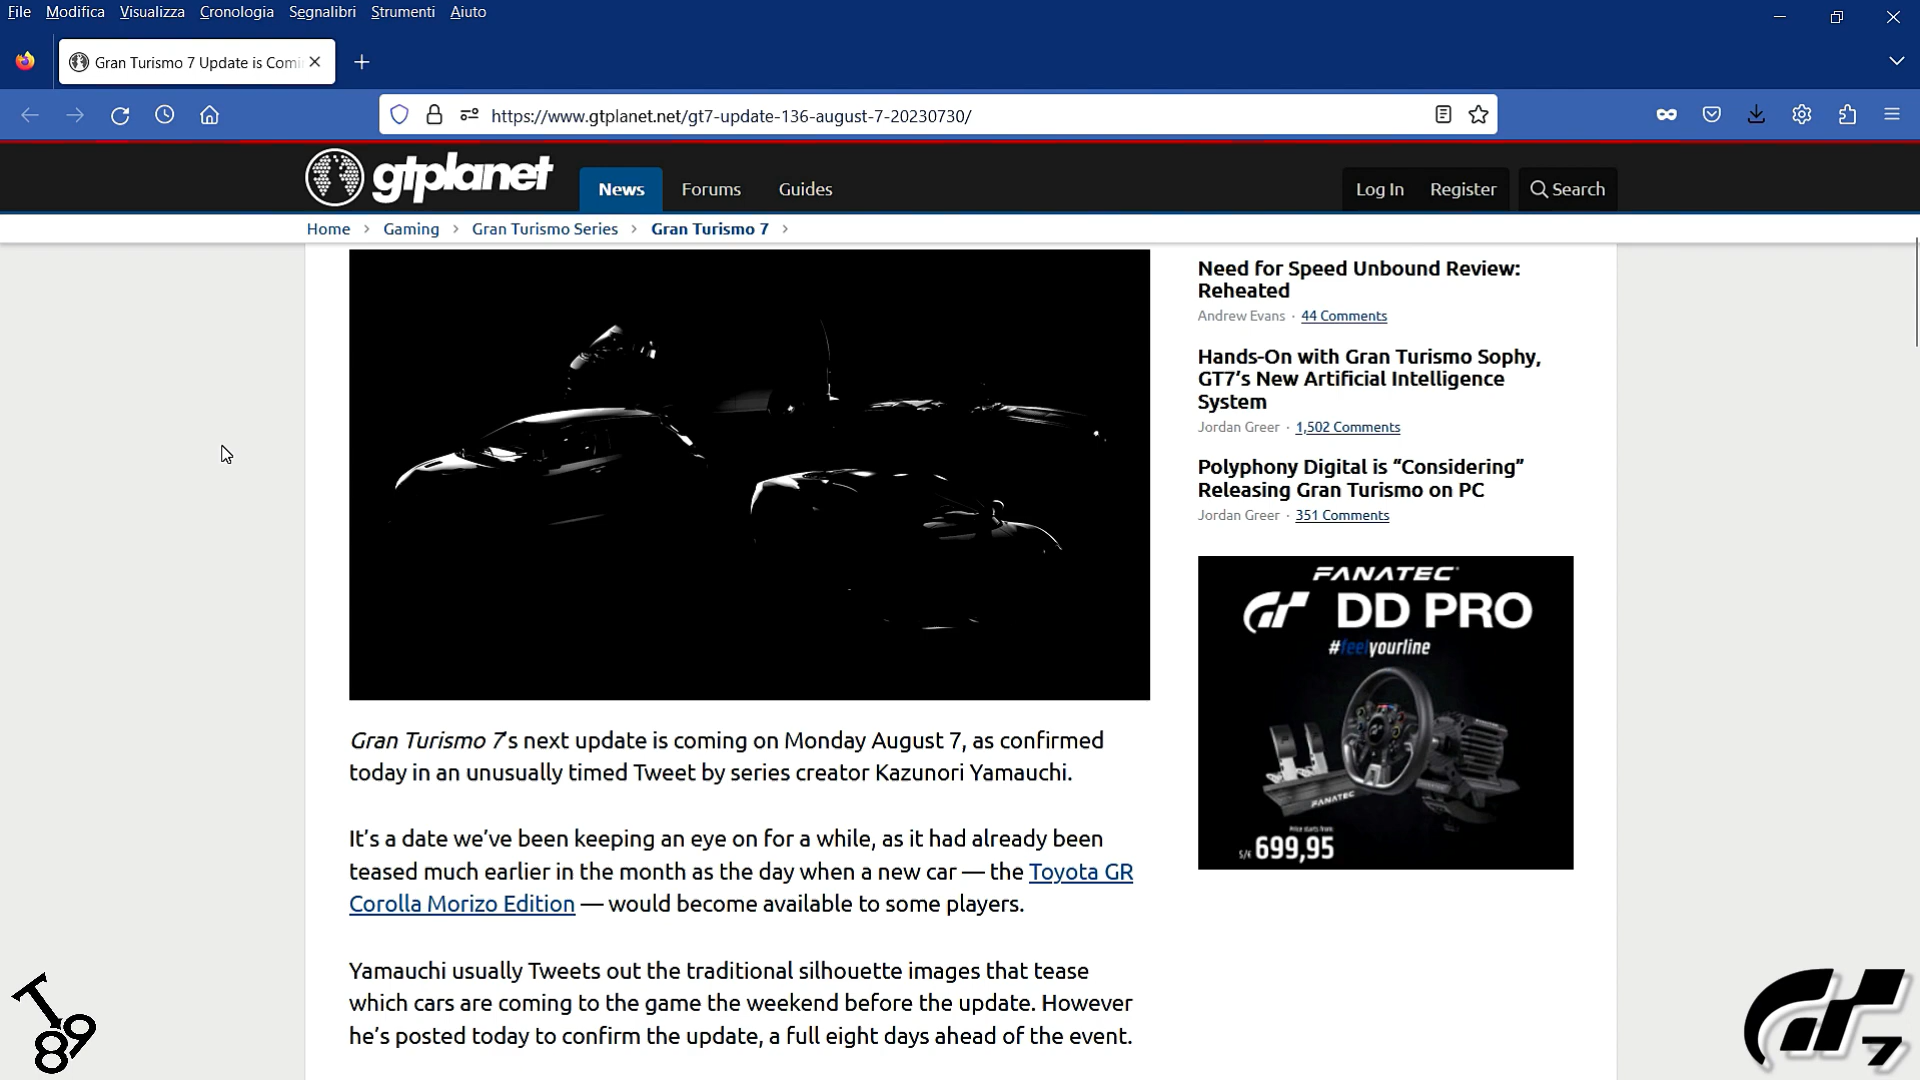 File Modifica Visualizza Cronologia Segnalibri Strumenti Aiuto
Gran Turismo 7 Update is Comi
https://www.gtplanet.net/gt7-update-136-august-7-20230730/
gtplanet News Forums Guides Log In Register Search
Home > Gaming > Gran Turismo Series > Gran Turismo 7 >
Need for Speed Unbound Review:
Reheated
Andrew Evans · 44 Comments
Hands-On with Gran Turismo Sophy,
GT7’s New Artificial Intelligence
System
Jordan Greer · 1,502 Comments
Polyphony Digital is “Considering”
Releasing Gran Turismo on PC
Jordan Greer · 351 Comments
FANATEC
GT DD PRO
#feelyourline
FANATEC
Price starts from:
S/€ 699,95
Gran Turismo 7’s next update is coming on Monday August 7, as confirmed
today in an unusually timed Tweet by series creator Kazunori Yamauchi.
It’s a date we’ve been keeping an eye on for a while, as it had already been
teased much earlier in the month as the day when a new car — the Toyota GR
Corolla Morizo Edition — would become available to some players.
Yamauchi usually Tweets out the traditional silhouette images that tease
which cars are coming to the game the weekend before the update. However
he’s posted today to confirm the update, a full eight days ahead of the event.
T89
GT7